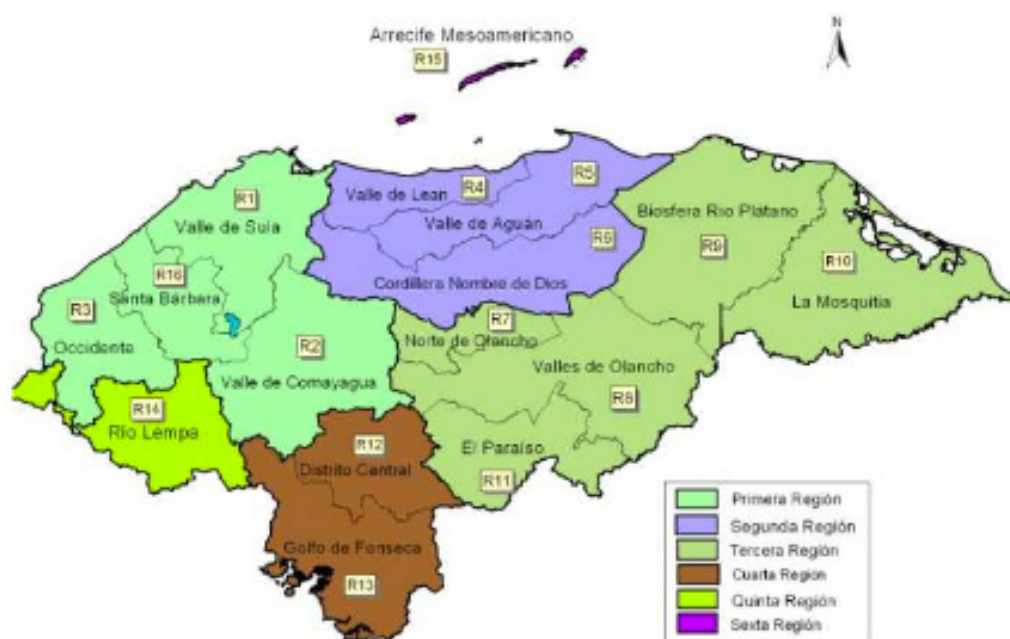 Arrecife Mesoamericano
R15
N
R1
Valle de Sula
Valle de Lean
R4
R5
Valle de Aguán
R6
Cordillera Nombre de Dios
Biosfera Rio Plátano
R9
R10
La Mosquitia
R16
Santa Bárbara
R3
Occidente
R2
Valle de Comayagua
R7
Norte de Olancho
Valles de Olancho
R8
R14
Río Lempa
R12
Distrito Central
El Paraíso
R11
Golfo de Fonseca
R13
Primera Región
Segunda Región
Tercera Región
Cuarta Región
Quinta Región
Sexta Región